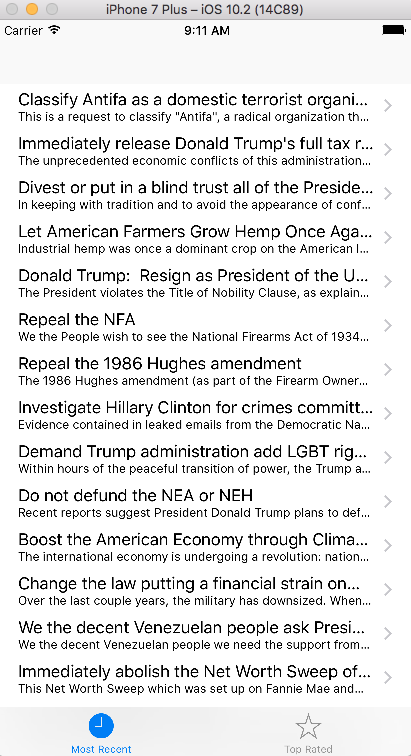 iPhone 7 Plus – iOS 10.2 (14C89)
Carrier 9:11 AM
Classify Antifa as a domestic terrorist organi...
This is a request to classify "Antifa", a radical organization th...
Immediately release Donald Trump's full tax r...
The unprecedented economic conflicts of this administration...
Divest or put in a blind trust all of the Preside...
In keeping with tradition and to avoid the appearance of conf...
Let American Farmers Grow Hemp Once Aga...
Industrial hemp was once a dominant crop on the American l...
Donald Trump:  Resign as President of the U...
The President violates the Title of Nobility Clause, as explain...
Repeal the NFA
We the People wish to see the National Firearms Act of 1934...
Repeal the 1986 Hughes amendment
The 1986 Hughes amendment (as part of the Firearm Owner...
Investigate Hillary Clinton for crimes committ...
Evidence contained in leaked emails from the Democratic Na...
Demand Trump administration add LGBT rig...
Within hours of the peaceful transition of power, the Trump a...
Do not defund the NEA or NEH
Recent reports suggest President Donald Trump plans to def...
Boost the American Economy through Clima...
The international economy is undergoing a revolution: nation...
Change the law putting a financial strain on...
Over the last couple years, the military has downsized. When...
We the decent Venezuelan people ask Presi...
We the decent Venezuelan people we need the support from...
Immediately abolish the Net Worth Sweep of...
This Net Worth Sweep which was set up on Fannie Mae and...
Most Recent Top Rated